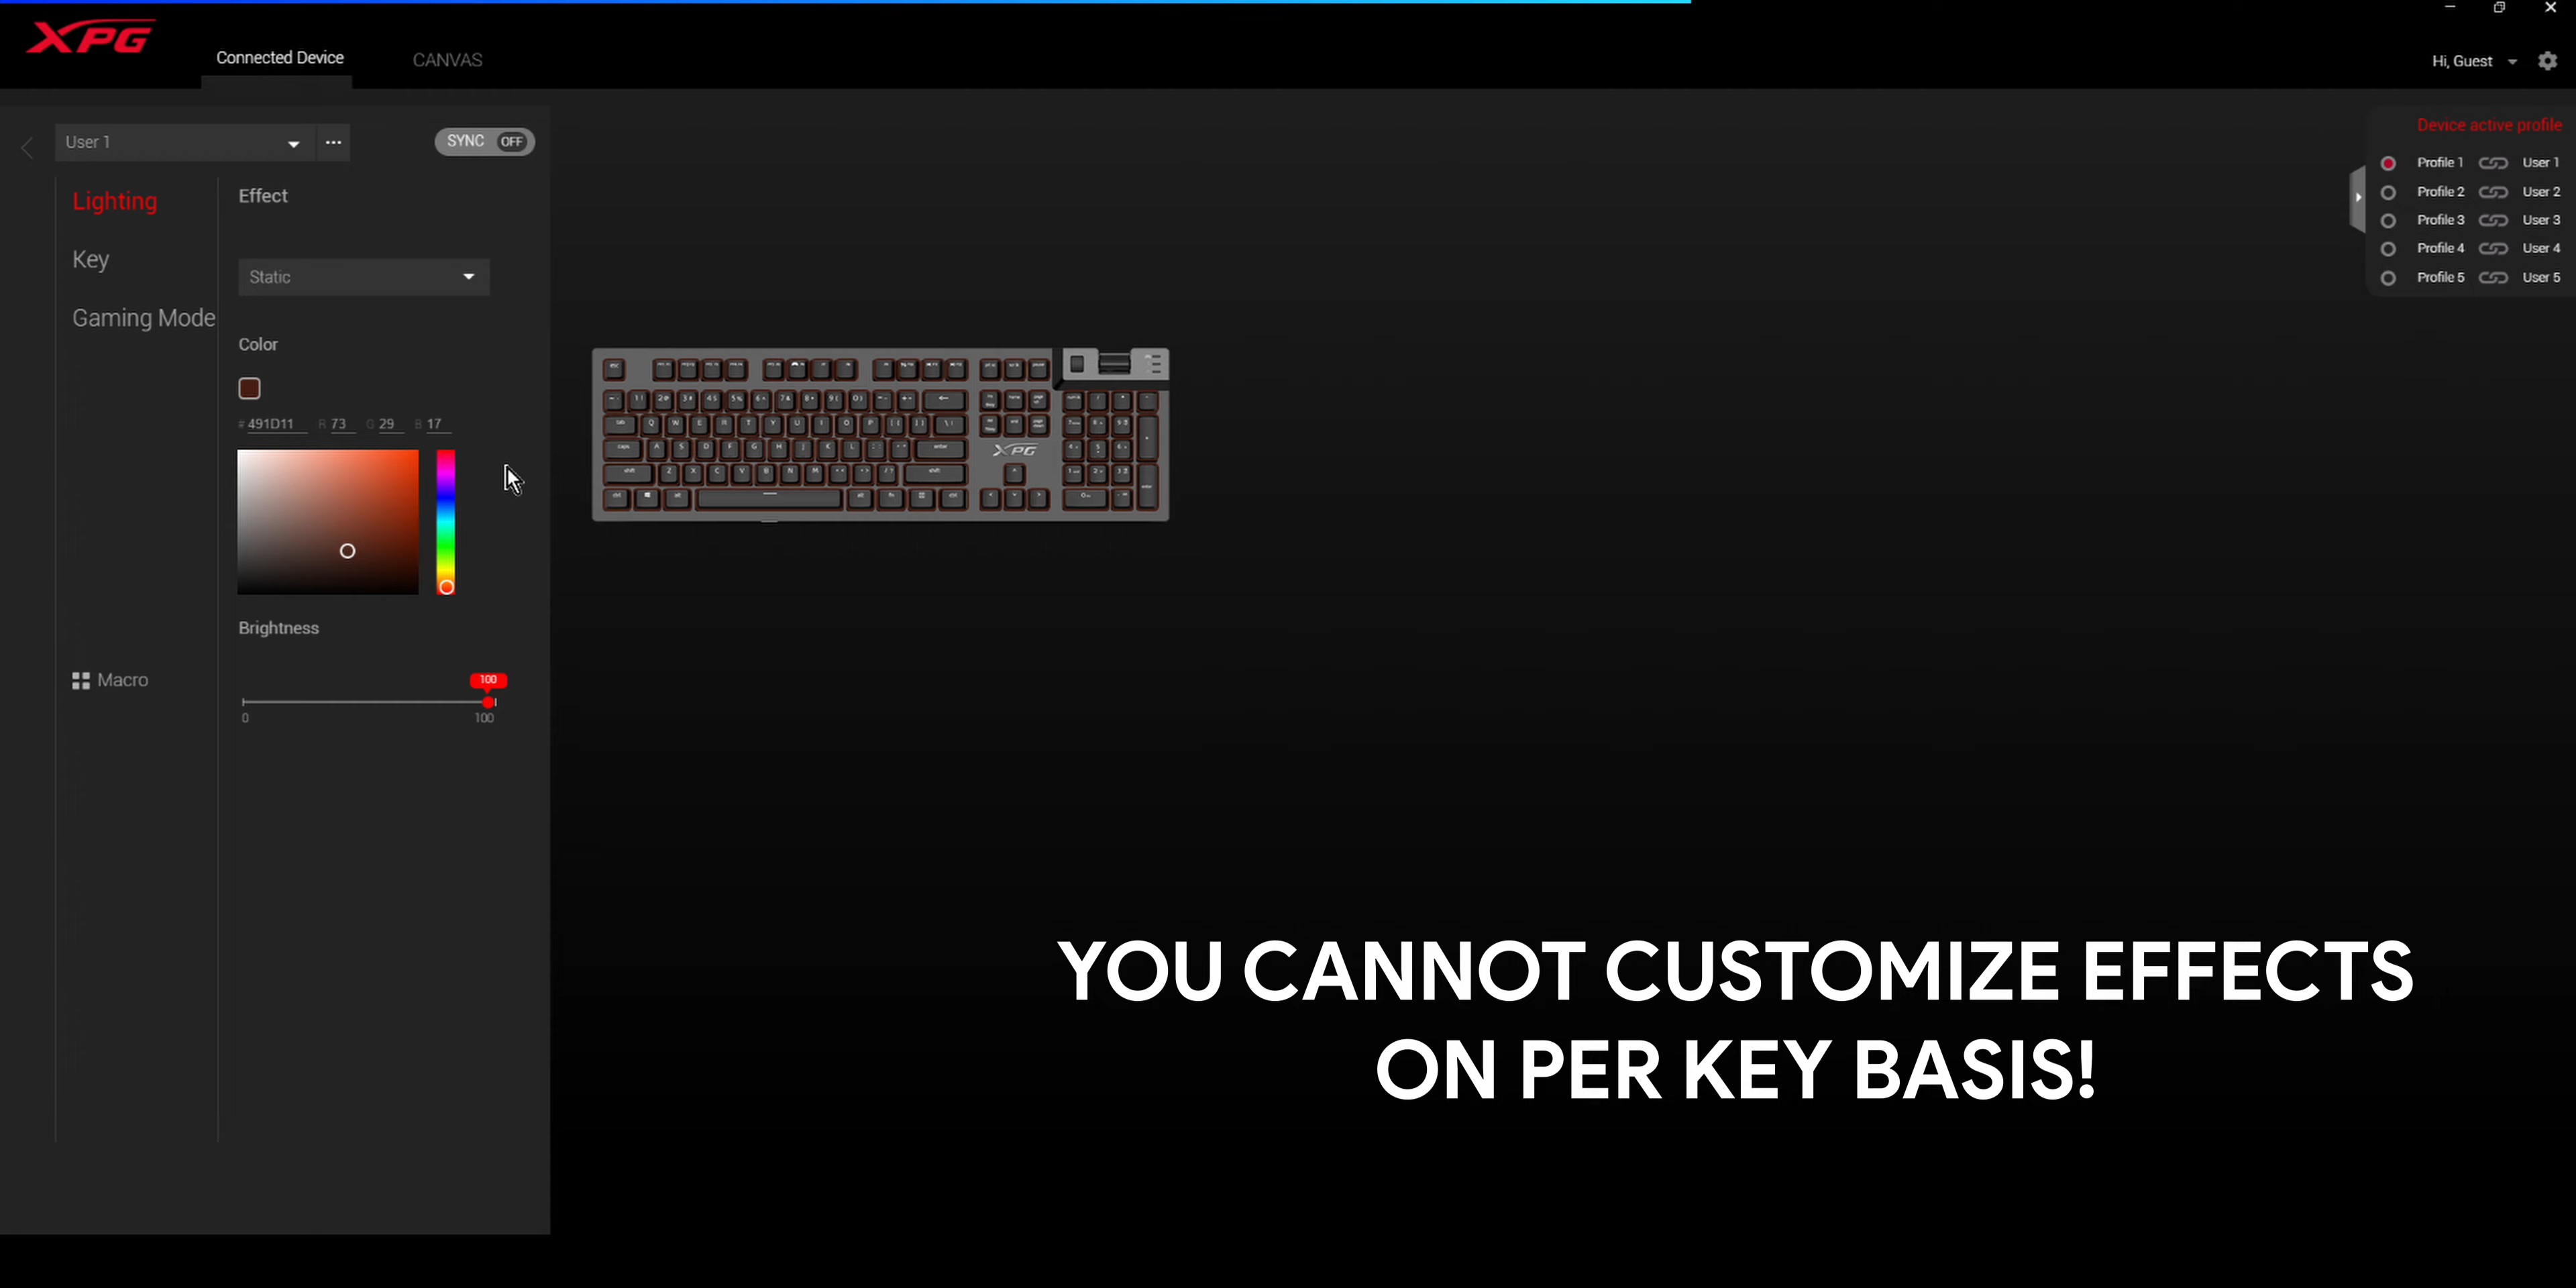 XPG
Connected Device
CANVAS
Hi, Guest
User 1
...
SYNC OFF
Device active profile
Profile 1 User 1
Profile 2 User 2
Profile 3 User 3
Profile 4 User 4
Profile 5 User 5
Lighting
Key
Gaming Mode
Macro
Effect
Static
Color
# 491D11 R 73 G 29 B 17
Brightness
100
0 100
XPG
YOU CANNOT CUSTOMIZE EFFECTS
ON PER KEY BASIS!